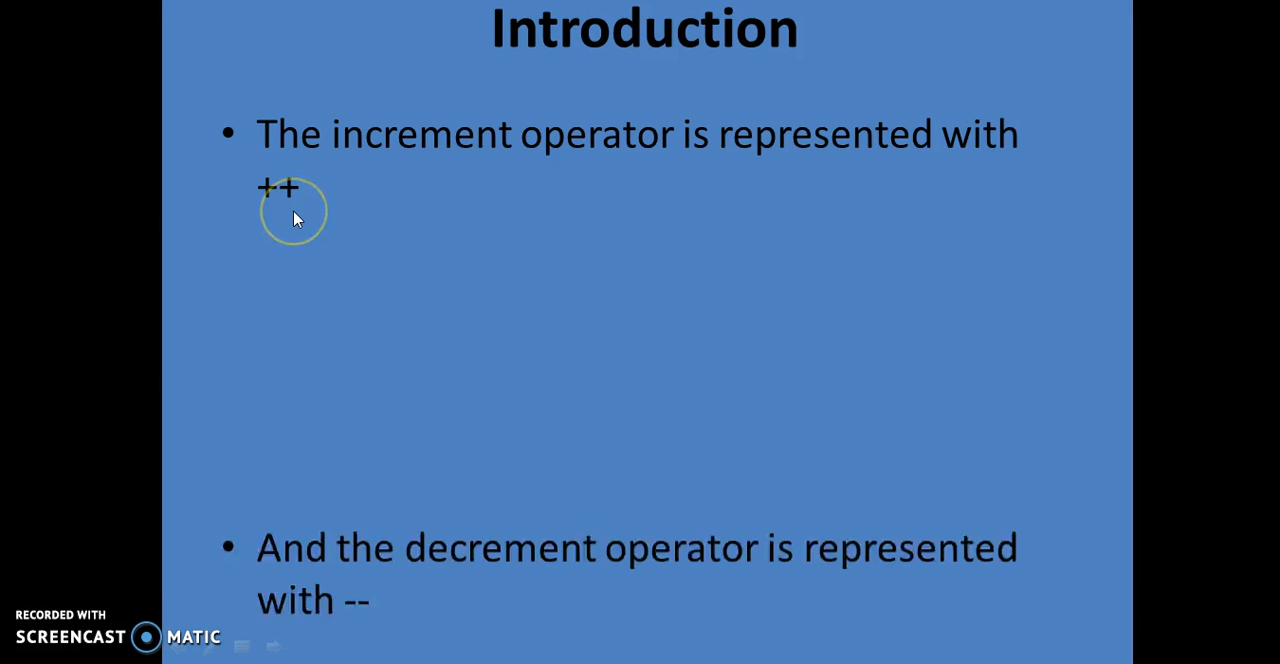 Introduction
• The increment operator is represented with
++
• And the decrement operator is represented
with --
RECORDED WITH
SCREENCAST MATIC